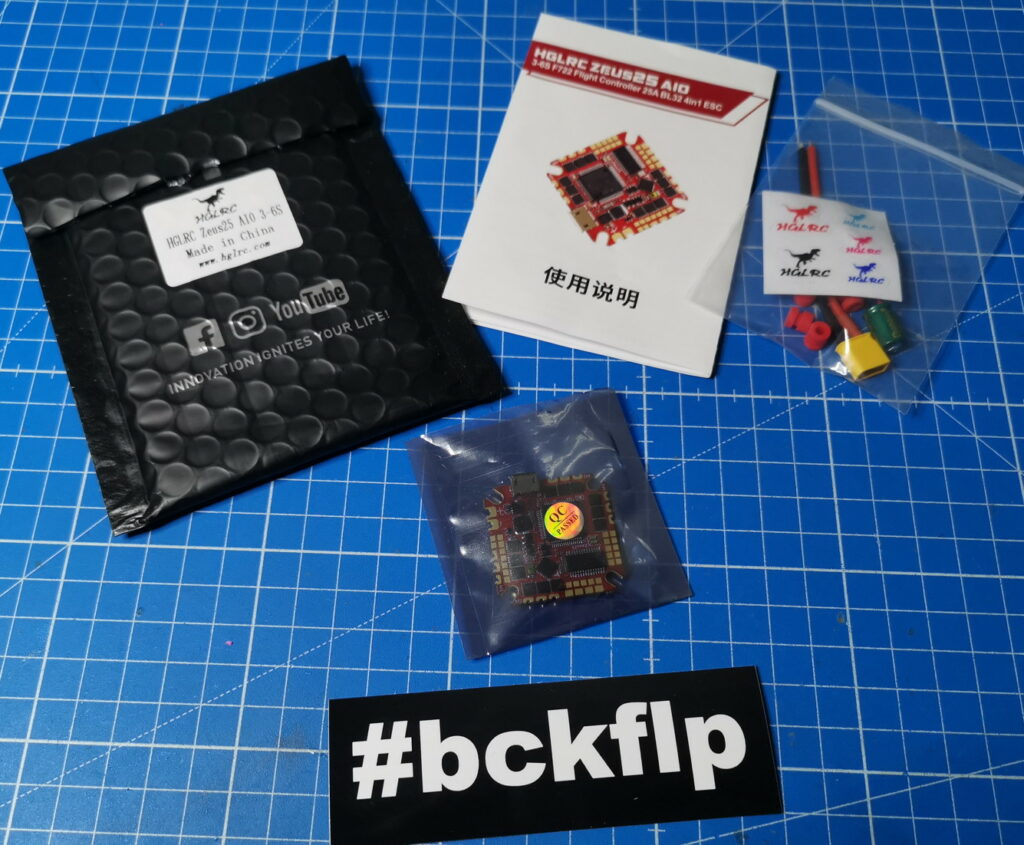 HGLRC
HGLRC Zeus25 AIO 3-6S
Made in China
www.hglrc.com
YouTube
INNOVATION IGNITES YOUR LIFE!
HGLRC ZEUS25 AIO
3-6S F722 Flight Controller 25A BL32 4in1 ESC
使用说明
HGLRC
HGLRC
HGLRC
HGLRC
HGLRC
QC
PASSED
#bckflp